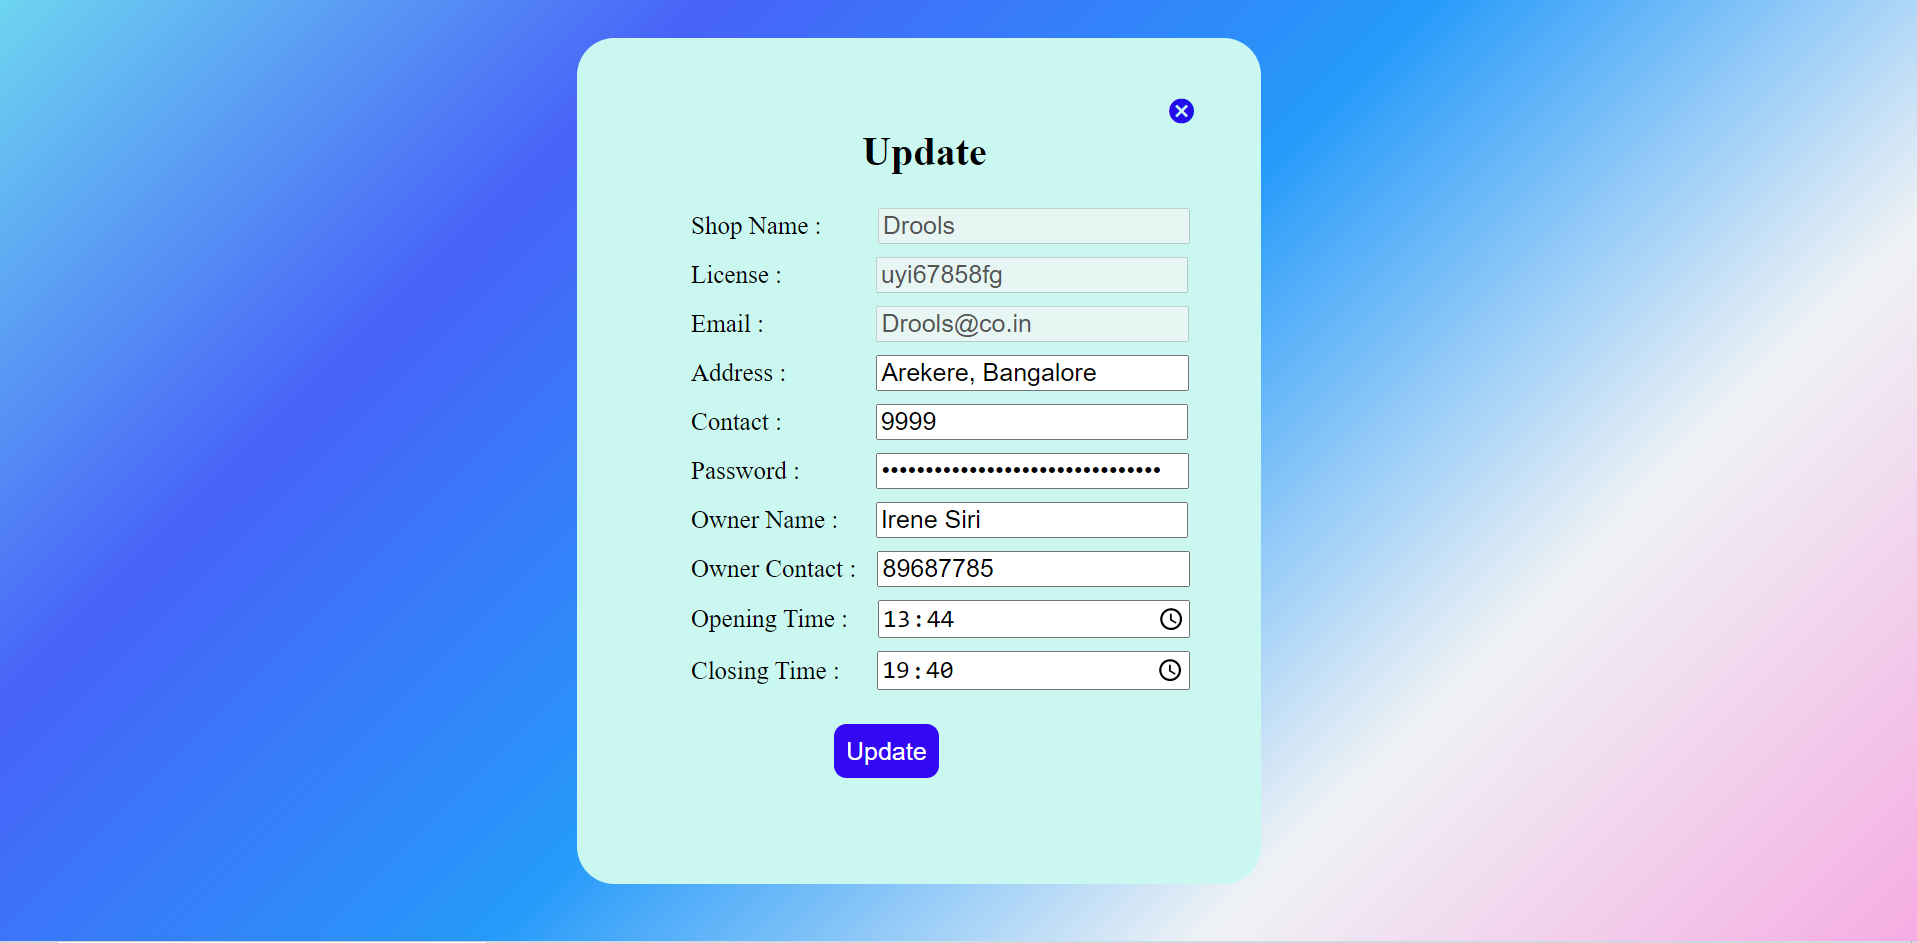 Update
Shop Name : Drools
License : uyi67858fg
Email : Drools@co.in
Address : Arekere, Bangalore
Contact : 9999
Password : ••••••••••••••••••••••••••••••••
Owner Name : Irene Siri
Owner Contact : 89687785
Opening Time : 13:44
Closing Time : 19:40
Update